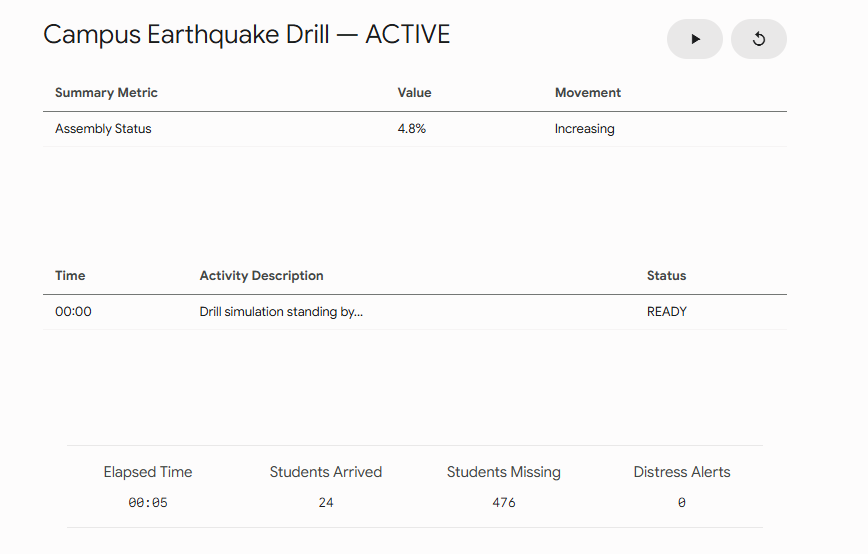 Campus Earthquake Drill — ACTIVE
Summary Metric Value Movement
Assembly Status 4.8% Increasing
Time Activity Description Status
00:00 Drill simulation standing by... READY
Elapsed Time Students Arrived Students Missing Distress Alerts
00:05 24 476 0